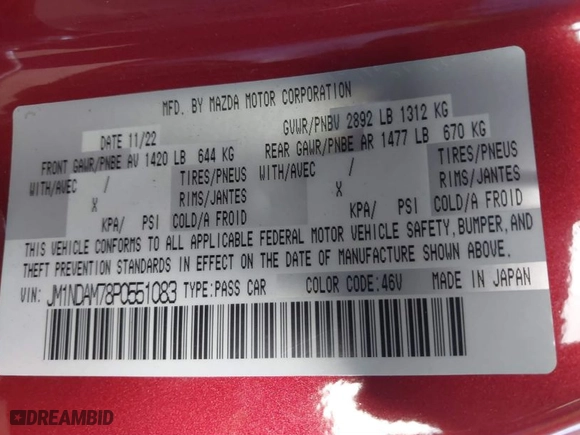 MFD. BY MAZDA MOTOR CORPORATION
DATE 11/22 GVWR/PNBV 2892 LB 1312 KG
FRONT GAWR/PNBE AV 1420 LB 644 KG REAR GAWR/PNBE AR 1477 LB 670 KG
WITH/AVEC / TIRES/PNEUS WITH/AVEC / TIRES/PNEUS
X RIMS/JANTES X RIMS/JANTES
KPA/ PSI COLD/A FROID KPA/ PSI COLD/A FROID
THIS VEHICLE CONFORMS TO ALL APPLICABLE FEDERAL MOTOR VEHICLE SAFETY,BUMPER,AND
THEFT PREVENTION STANDARDS IN EFFECT ON THE DATE OF MANUFACTURE SHOWN ABOVE.
VIN: JM1NDAM78P0551083 TYPE:PASS CAR COLOR CODE:46V MADE IN JAPAN
DREAMBID